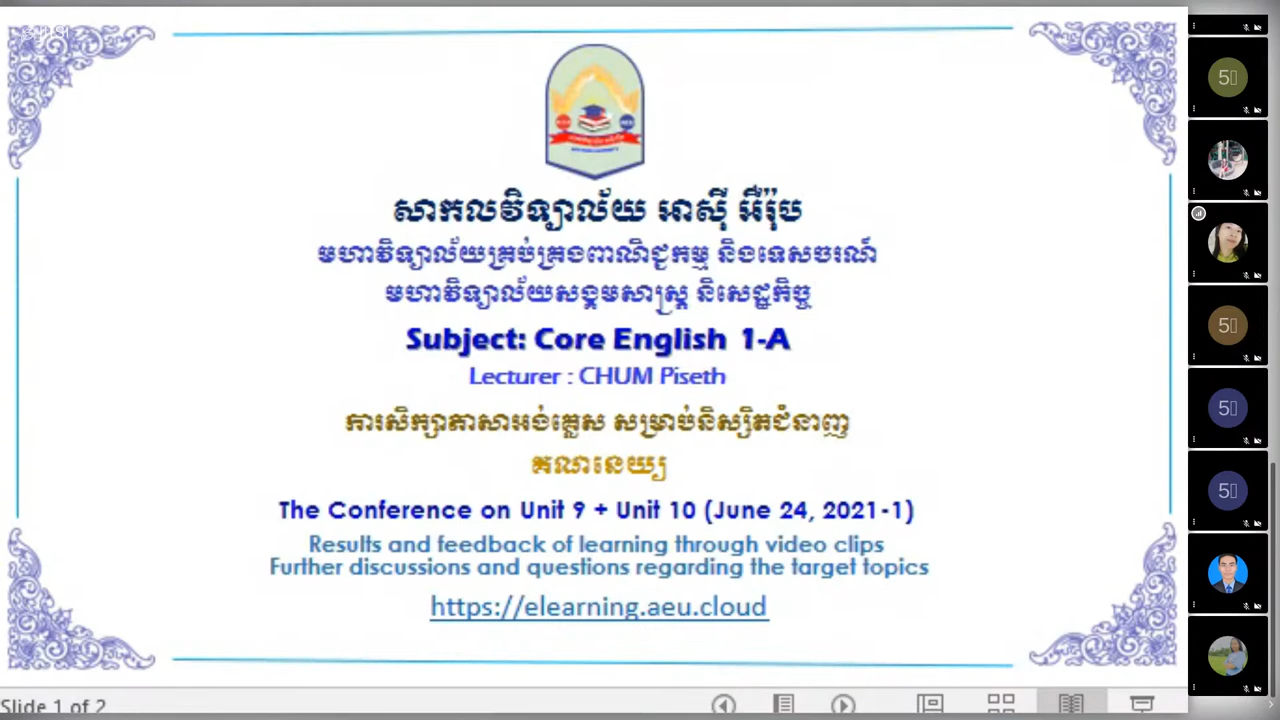 សាកលវិទ្យាល័យ អាស៊ី អឺរ៉ុប
មហាវិទ្យាល័យគ្រប់គ្រងពាណិជ្ជកម្ម និងទេសចរណ៍
មហាវិទ្យាល័យសង្គមសាស្ត្រ និសេដ្ឋកិច្ច
Subject: Core English 1-A
Lecturer : CHUM Piseth
ការសិក្សាភាសាអង់គ្លេស សម្រាប់និស្សិតជំនាញ
គណនេយ្យ
The Conference on Unit 9 + Unit 10 (June 24, 2021-1)
Results and feedback of learning through video clips
Further discussions and questions regarding the target topics
https://elearning.aeu.cloud
Slide 1 of 2